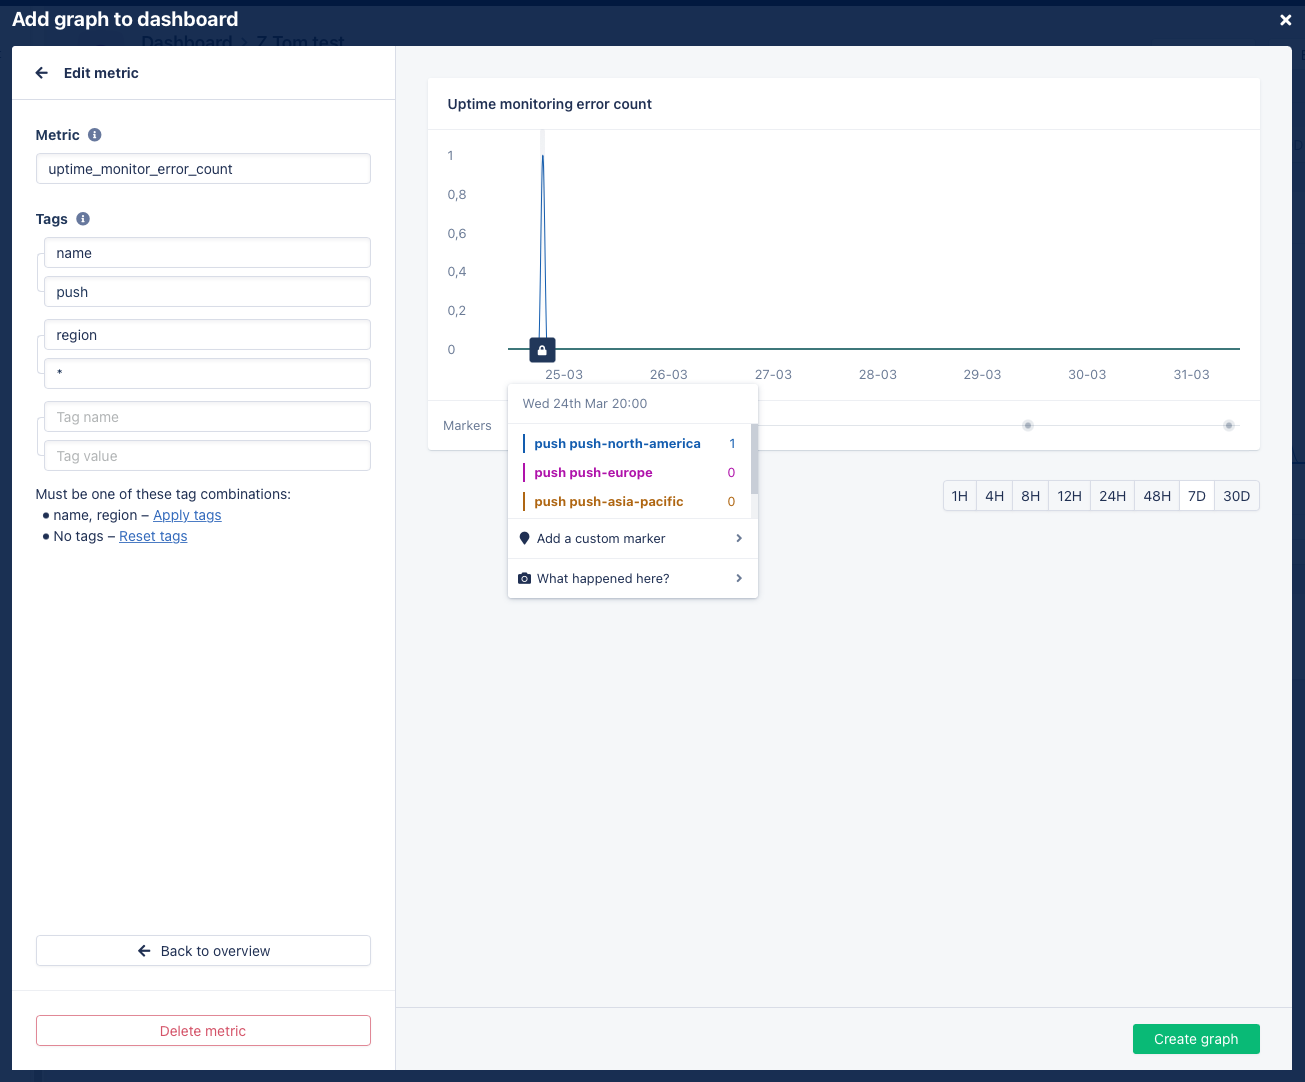 Add graph to dashboard
Dashboard > Z Tom test
Edit metric
Metric
uptime_monitor_error_count
Tags
name
push
region
*
Tag name
Tag value
Must be one of these tag combinations:
• name, region – Apply tags
• No tags – Reset tags
Back to overview
Delete metric
Uptime monitoring error count
1
0,8
0,6
0,4
0,2
0
25-03 26-03 27-03 28-03 29-03 30-03 31-03
Markers
Wed 24th Mar 20:00
push push-north-america 1
push push-europe 0
push push-asia-pacific 0
Add a custom marker
What happened here?
1H 4H 8H 12H 24H 48H 7D 30D
Create graph